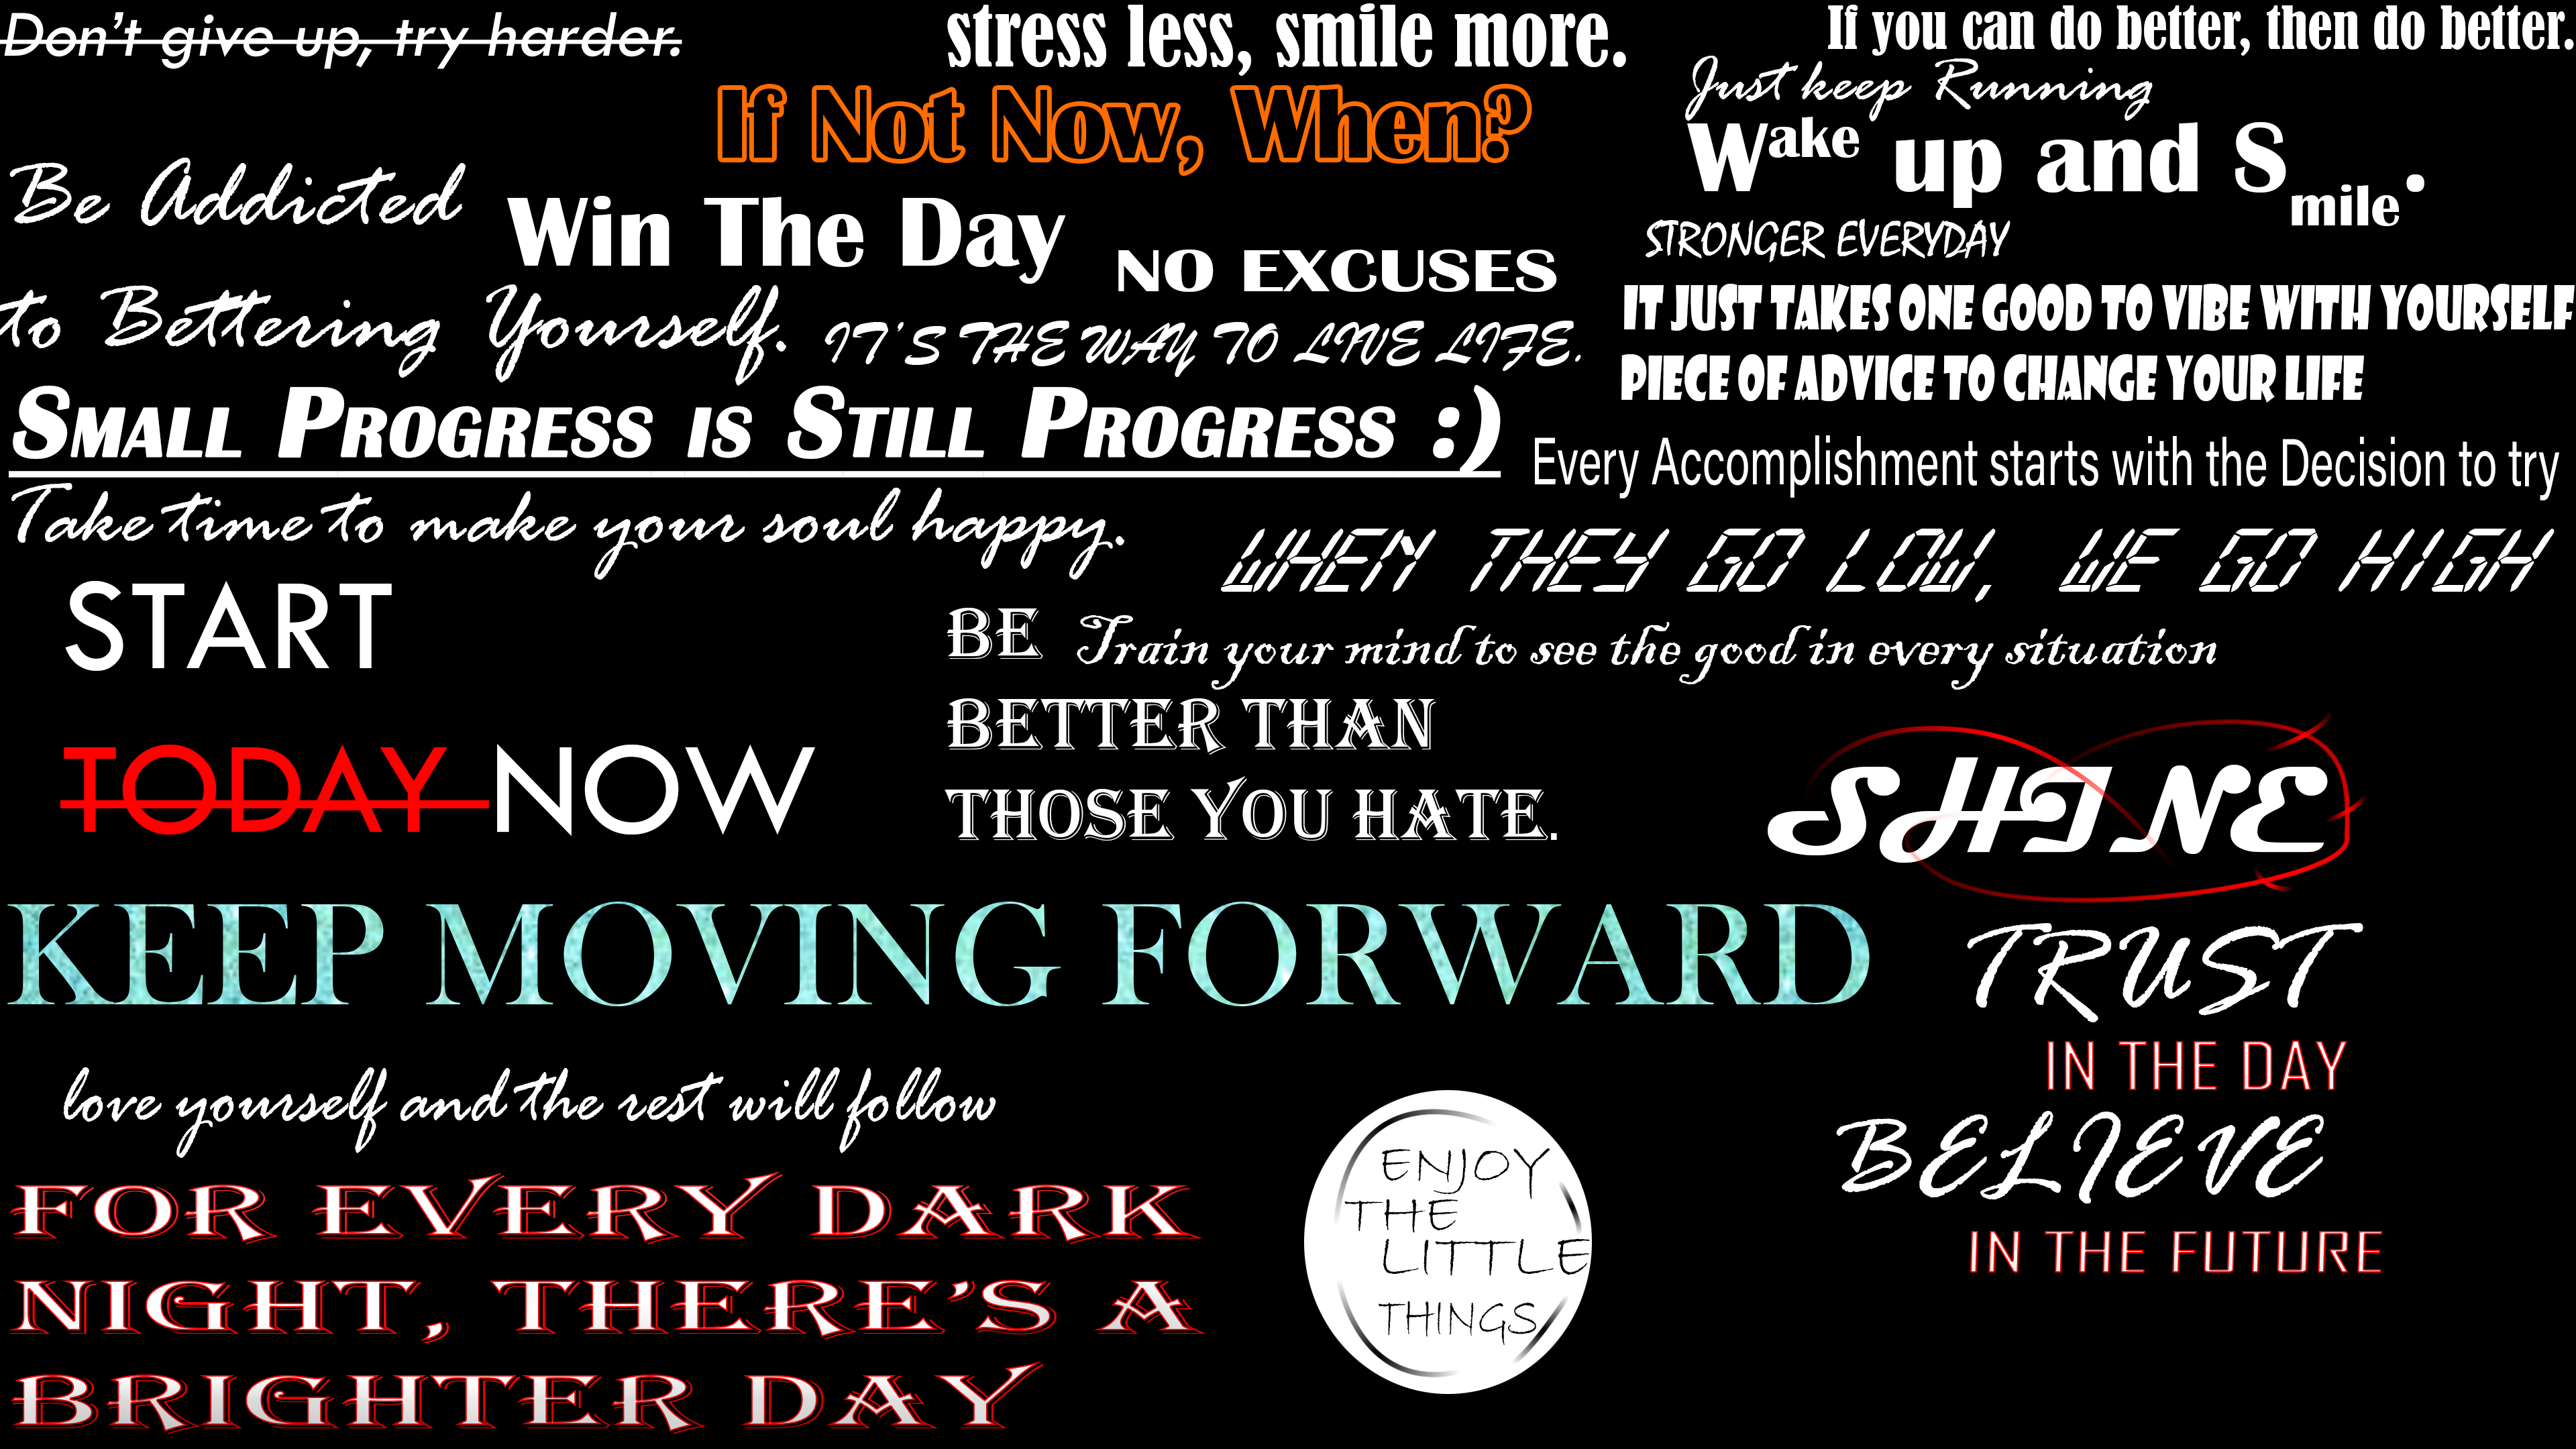 Don't give up, try harder.
stress less, smile more.
If you can do better, then do better.
If Not Now, When?
Just keep Running
Wake up and Smile.
Be Addicted
to Bettering Yourself.
Win The Day
NO EXCUSES
STRONGER EVERYDAY
IT'S THE WAY TO LIVE LIFE.
IT JUST TAKES ONE GOOD TO VIBE WITH YOURSELF
PIECE OF ADVICE TO CHANGE YOUR LIFE
SMALL PROGRESS IS STILL PROGRESS :)
Every Accomplishment starts with the Decision to try
Take time to make your soul happy.
WHEN THEY GO LOW, WE GO HIGH
START
TODAY NOW
BE
BETTER THAN
THOSE YOU HATE.
Train your mind to see the good in every situation
SHINE
KEEP MOVING FORWARD
TRUST
IN THE DAY
BELIEVE
IN THE FUTURE
love yourself and the rest will follow
FOR EVERY DARK
NIGHT, THERE'S A
BRIGHTER DAY
ENJOY
THE
LITTLE
THINGS